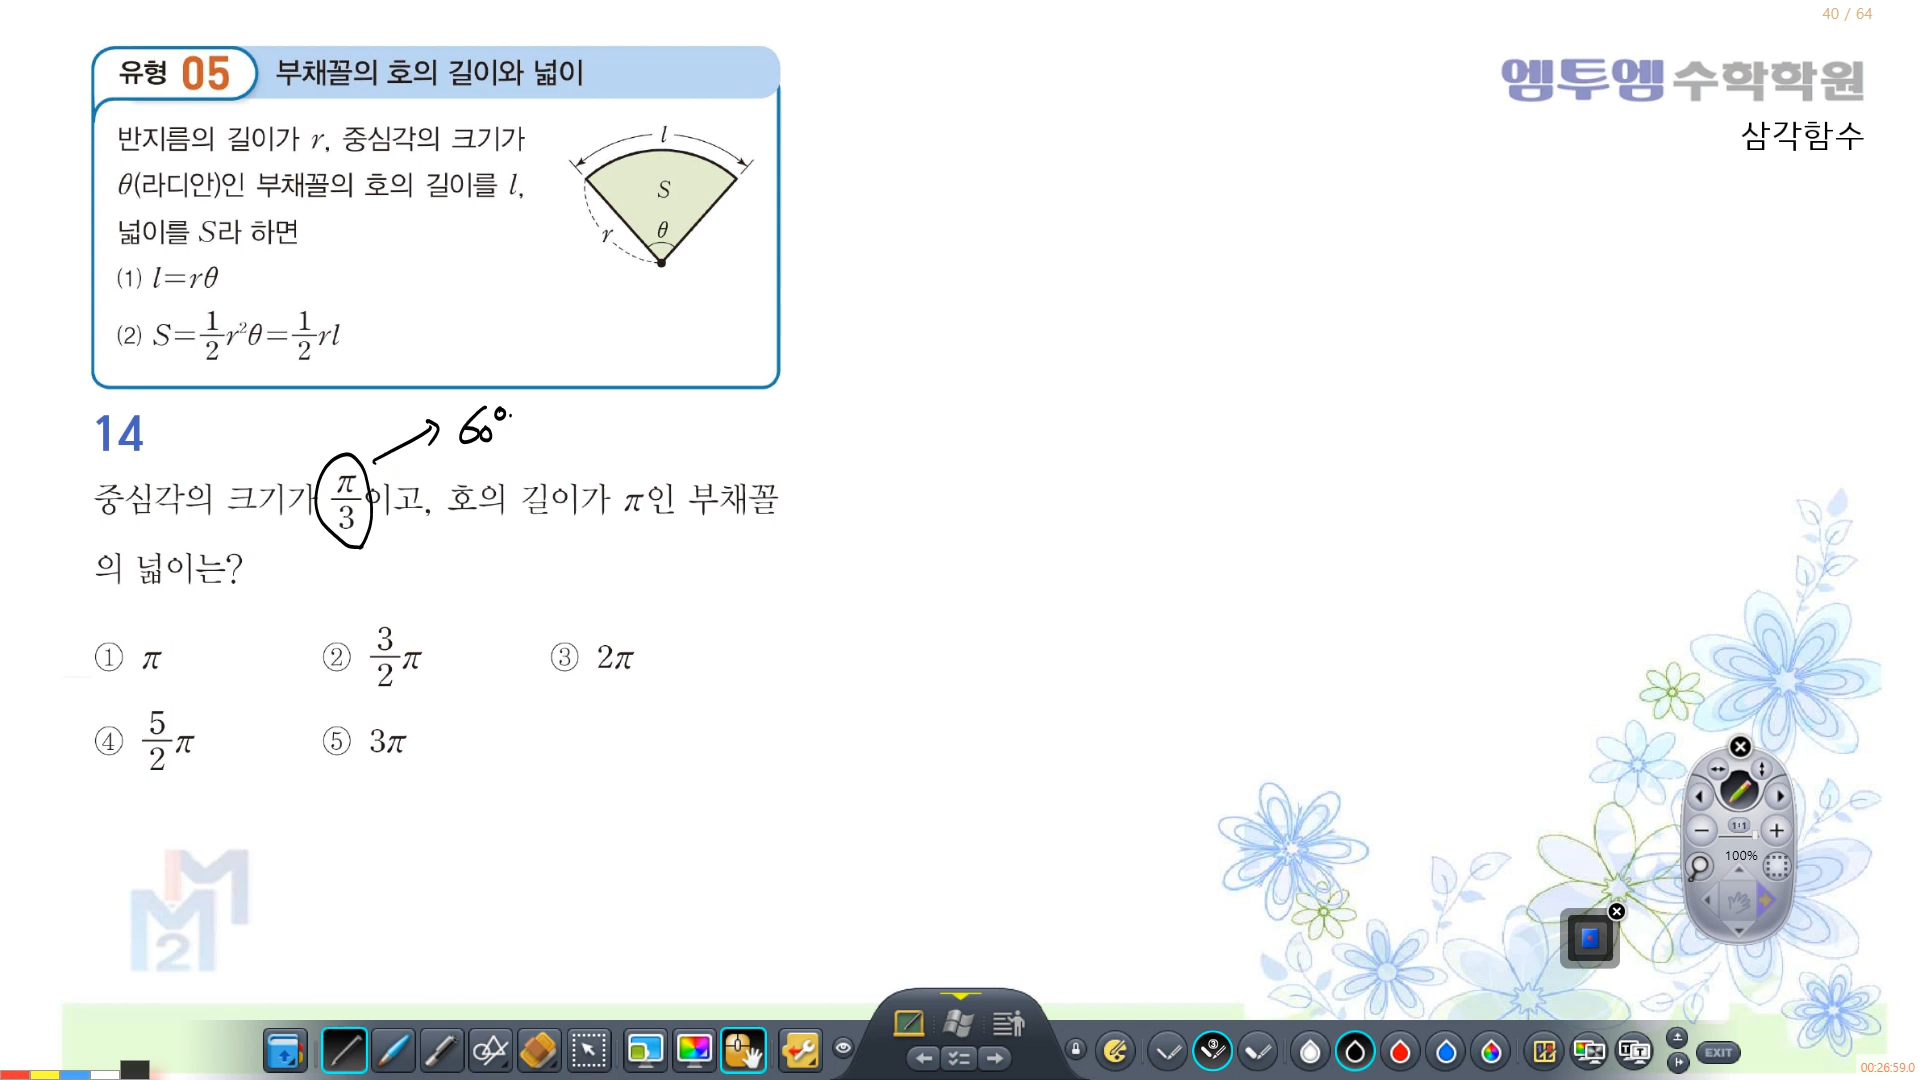 40 / 64
유형 05 부채꼴의 호의 길이와 넓이
엠투엠수학학원
삼각함수
반지름의 길이가 r, 중심각의 크기가
θ(라디안)인 부채꼴의 호의 길이를 l,
넓이를 S라 하면
(1) l=rθ
(2) S=1/2r²θ=1/2rl
l
S
θ
r
14
60°
중심각의 크기가 π/3이고, 호의 길이가 π인 부채꼴
의 넓이는?
① π ② 3/2π ③ 2π
④ 5/2π ⑤ 3π
1:1
100%
M
M
2
EXIT
00:26:59.0